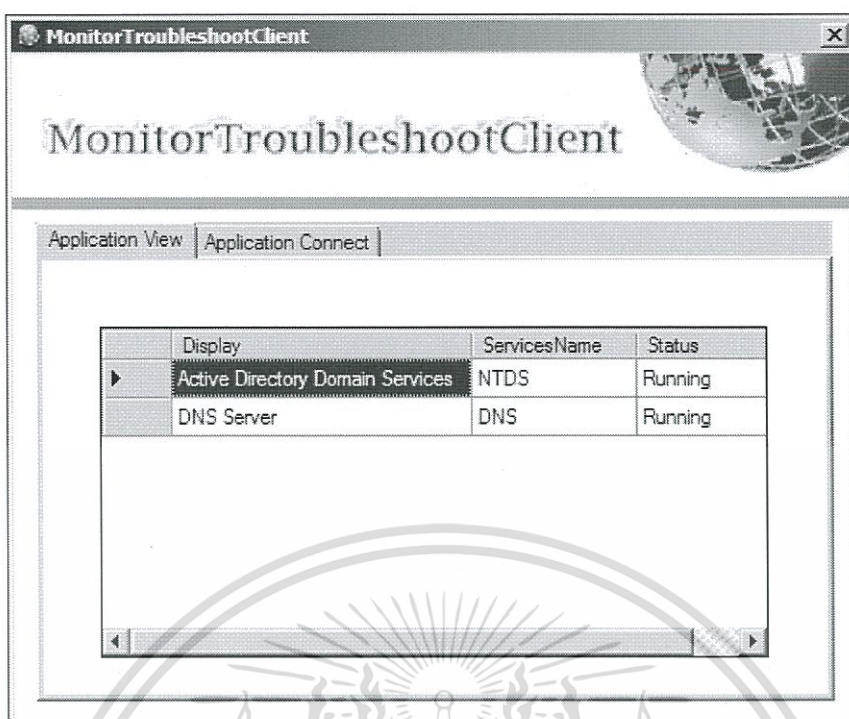 MonitorTroubleshootClient
MonitorTroubleshootClient
Application View Application Connect
Display ServicesName Status
Active Directory Domain Services NTDS Running
DNS Server DNS Running